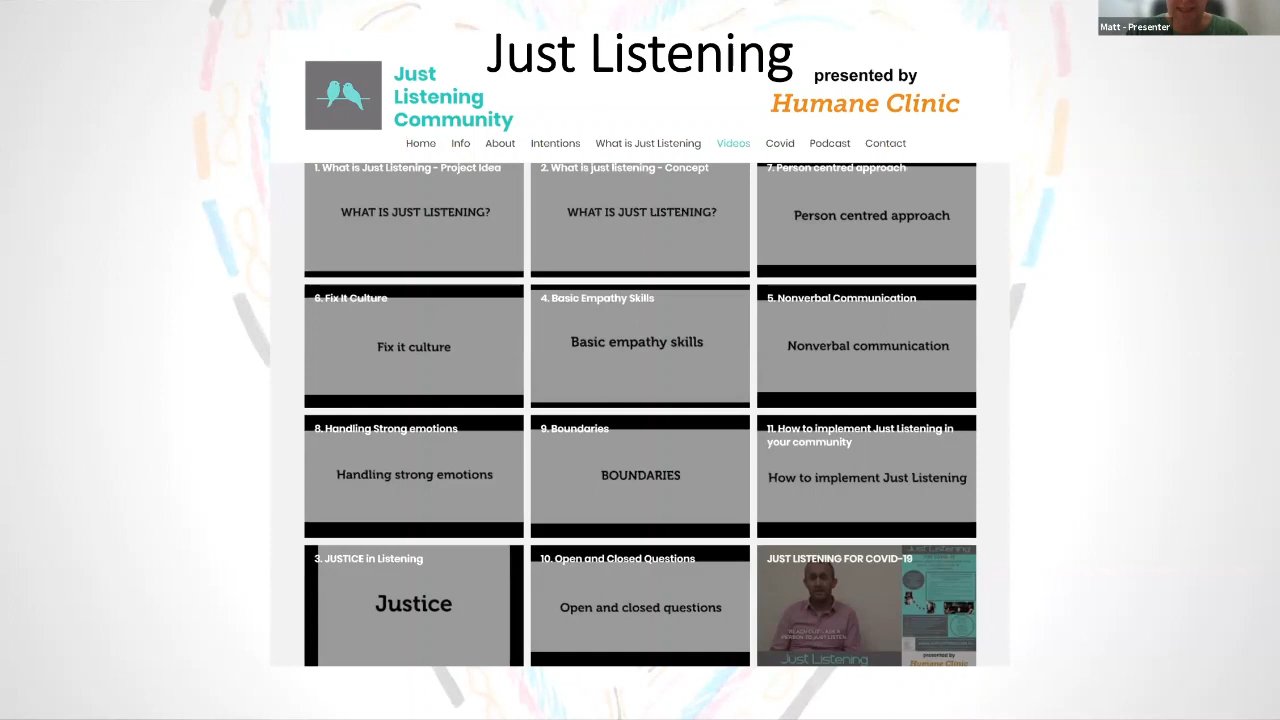 Matt - Presenter
Just Listening
Just
Listening
Community
presented by
Humane Clinic
Home Info About Intentions What is Just Listening Videos Covid Podcast Contact
1. What is Just Listening - Project Idea
WHAT IS JUST LISTENING?
2. What is just listening - Concept
WHAT IS JUST LISTENING?
7. Person centred approach
Person centred approach
6. Fix It Culture
Fix it culture
4. Basic Empathy Skills
Basic empathy skills
5. Nonverbal Communication
Nonverbal communication
8. Handling Strong emotions
Handling strong emotions
9. Boundaries
BOUNDARIES
11. How to implement Just Listening in
your community
How to implement Just Listening
3. JUSTICE in Listening
Justice
10. Open and Closed Questions
Open and closed questions
JUST LISTENING FOR COVID-19
Just Listening
Just Listening
presented by
Humane Clinic